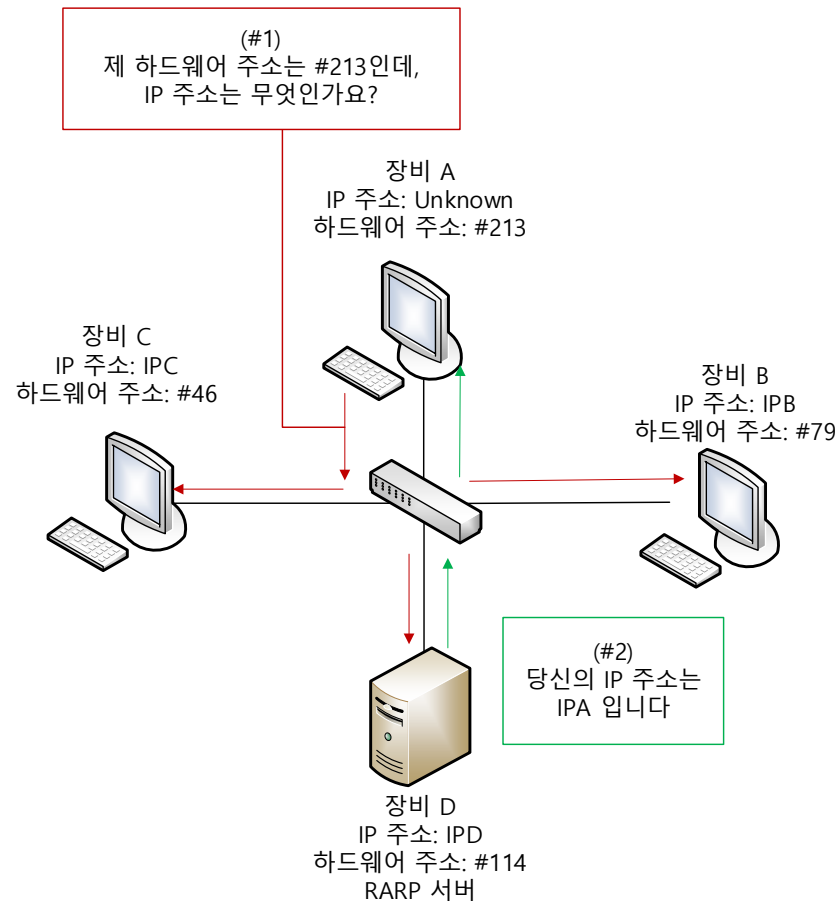 (#1)
제 하드웨어 주소는 #213인데,
IP 주소는 무엇인가요?
장비 A
IP 주소: Unknown
하드웨어 주소: #213
장비 C
IP 주소: IPC
하드웨어 주소: #46
장비 B
IP 주소: IPB
하드웨어 주소: #79
(#2)
당신의 IP 주소는
IPA 입니다
장비 D
IP 주소: IPD
하드웨어 주소: #114
RARP 서버